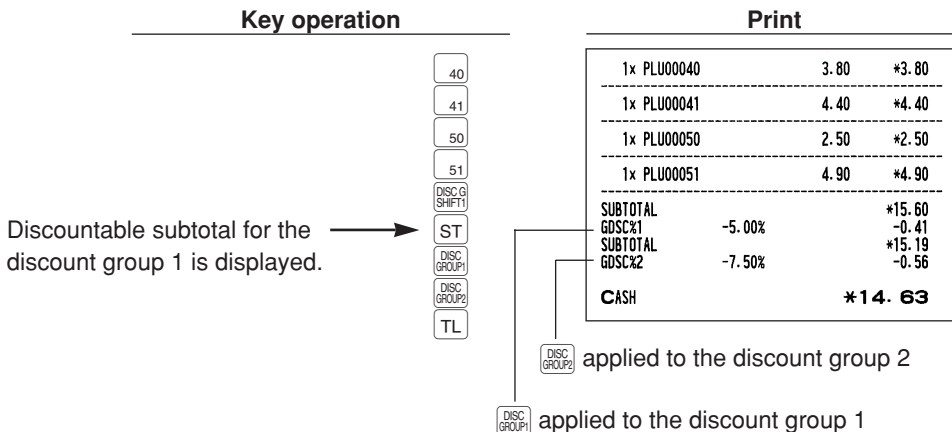 Key operation
Print
40
41
50
51
DISC G
SHIFT1
ST
DISC
GROUP1
DISC
GROUP2
TL
Discountable subtotal for the
discount group 1 is displayed.
1x PLU00040 3.80 *3.80
1x PLU00041 4.40 *4.40
1x PLU00050 2.50 *2.50
1x PLU00051 4.90 *4.90
SUBTOTAL *15.60
GDSC%1 -5.00% -0.41
SUBTOTAL *15.19
GDSC%2 -7.50% -0.56
CASH *14.63
DISC
GROUP2 applied to the discount group 2
DISC
GROUP1 applied to the discount group 1